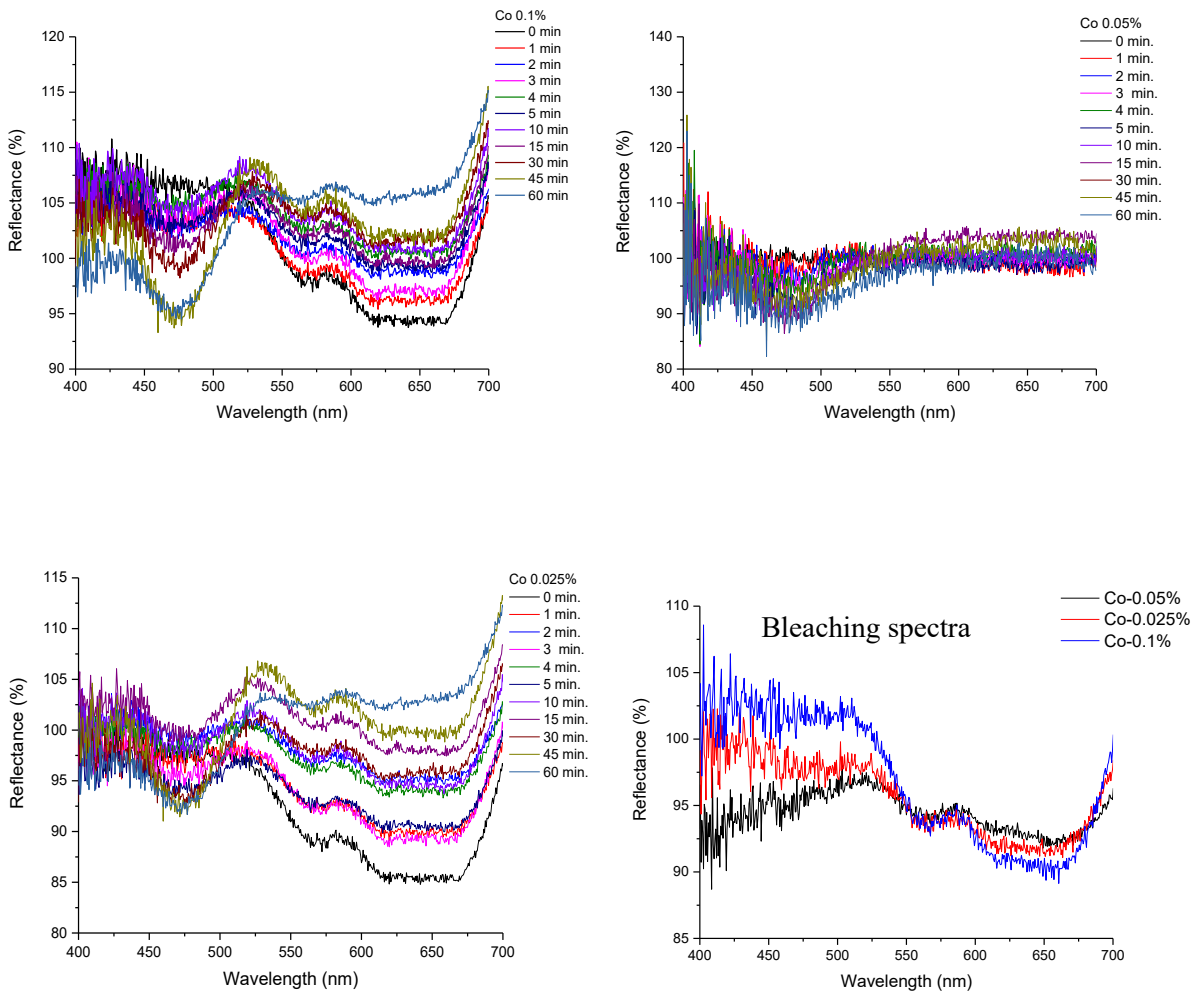 Co 0.1%
0 min
1 min
2 min
3 min
4 min
5 min
10 min
15 min
30 min
45 min
60 min
120
115
110
105
100
95
90
Reflectance (%)
400 450 500 550 600 650 700
Wavelength (nm)
Co 0.05%
0 min.
1 min.
2 min.
3 min.
4 min.
5 min.
10 min.
15 min.
30 min.
45 min.
60 min.
140
130
120
110
100
90
80
Reflectance (%)
400 450 500 550 600 650 700
Wavelength (nm)
Co 0.025%
0 min.
1 min.
2 min.
3 min.
4 min.
5 min.
10 min.
15 min.
30 min.
45 min.
60 min.
115
110
105
100
95
90
85
80
Reflectance (%)
400 450 500 550 600 650 700
Wavelength (nm)
Bleaching spectra
Co-0.05%
Co-0.025%
Co-0.1%
110
105
100
95
90
85
Reflectance (%)
400 450 500 550 600 650 700
Wavelength (nm)